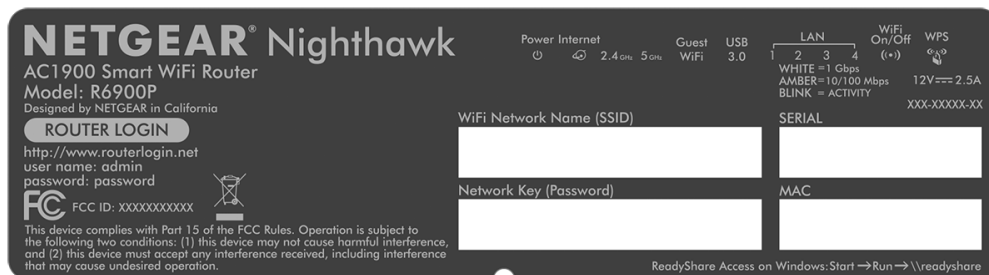 NETGEAR® Nighthawk
AC1900 Smart WiFi Router
Model: R6900P
Designed by NETGEAR in California
ROUTER LOGIN
http://www.routerlogin.net
user name: admin
password: password
FC FCC ID: XXXXXXXXXXX
This device complies with Part 15 of the FCC Rules. Operation is subject to
the following two conditions: (1) this device may not cause harmful interference,
and (2) this device must accept any interference received, including interference
that may cause undesired operation.
Power Internet
2.4 GHz 5 GHz
Guest
WiFi
USB
3.0
LAN
1 2 3 4
WiFi
On/Off
WPS
WHITE =1 Gbps
AMBER=10/100 Mbps
BLINK = ACTIVITY
12V 2.5A
XXX-XXXXX-XX
WiFi Network Name (SSID)
SERIAL
Network Key (Password)
MAC
ReadyShare Access on Windows: Start →Run→\\readyshare